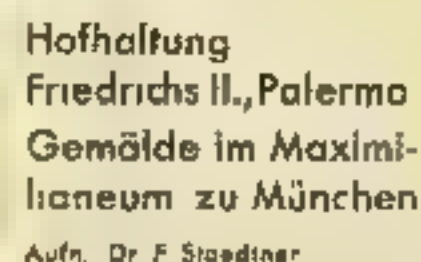 Hofhaltung
Friedrichs II., Palermo
Gemälde im Maximi-
lianeum zu München
Aufn. Dr F Stoedtner